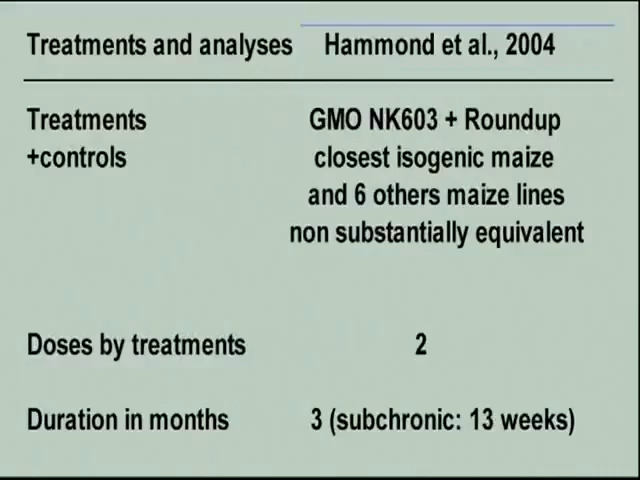 Treatments and analyses Hammond et al., 2004
Treatments GMO NK603 + Roundup
+controls closest isogenic maize
and 6 others maize lines
non substantially equivalent
Doses by treatments 2
Duration in months 3 (subchronic: 13 weeks)